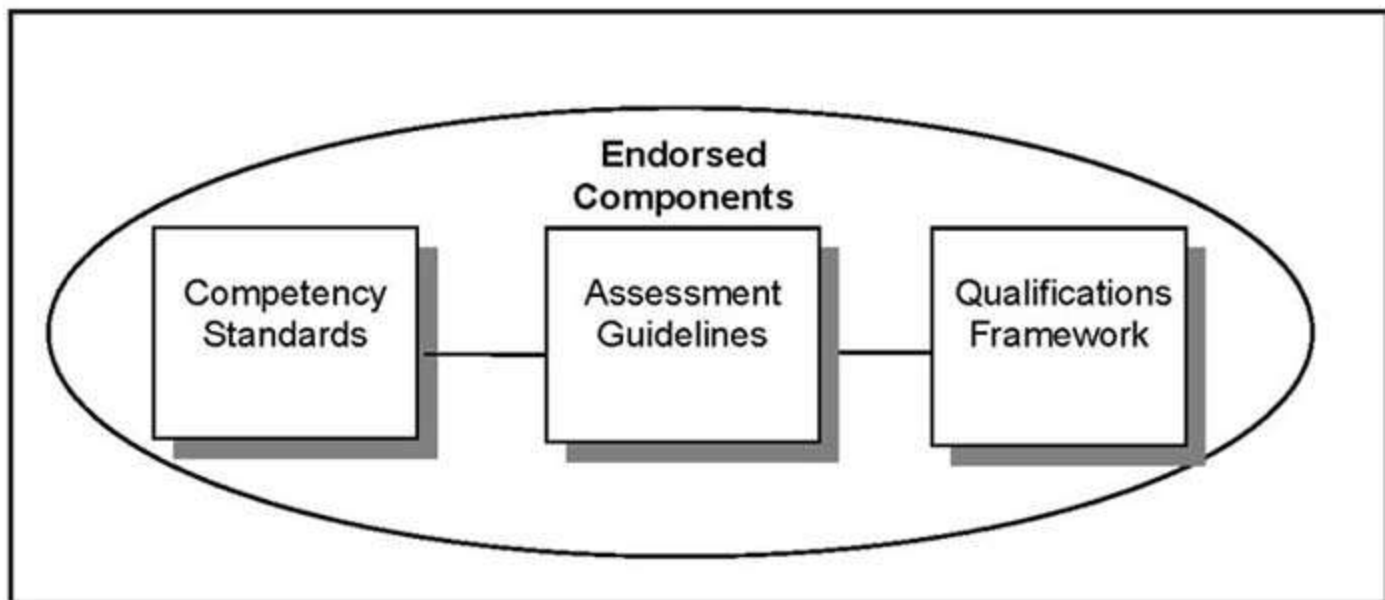 Endorsed
Components
Competency
Standards
Assessment
Guidelines
Qualifications
Framework